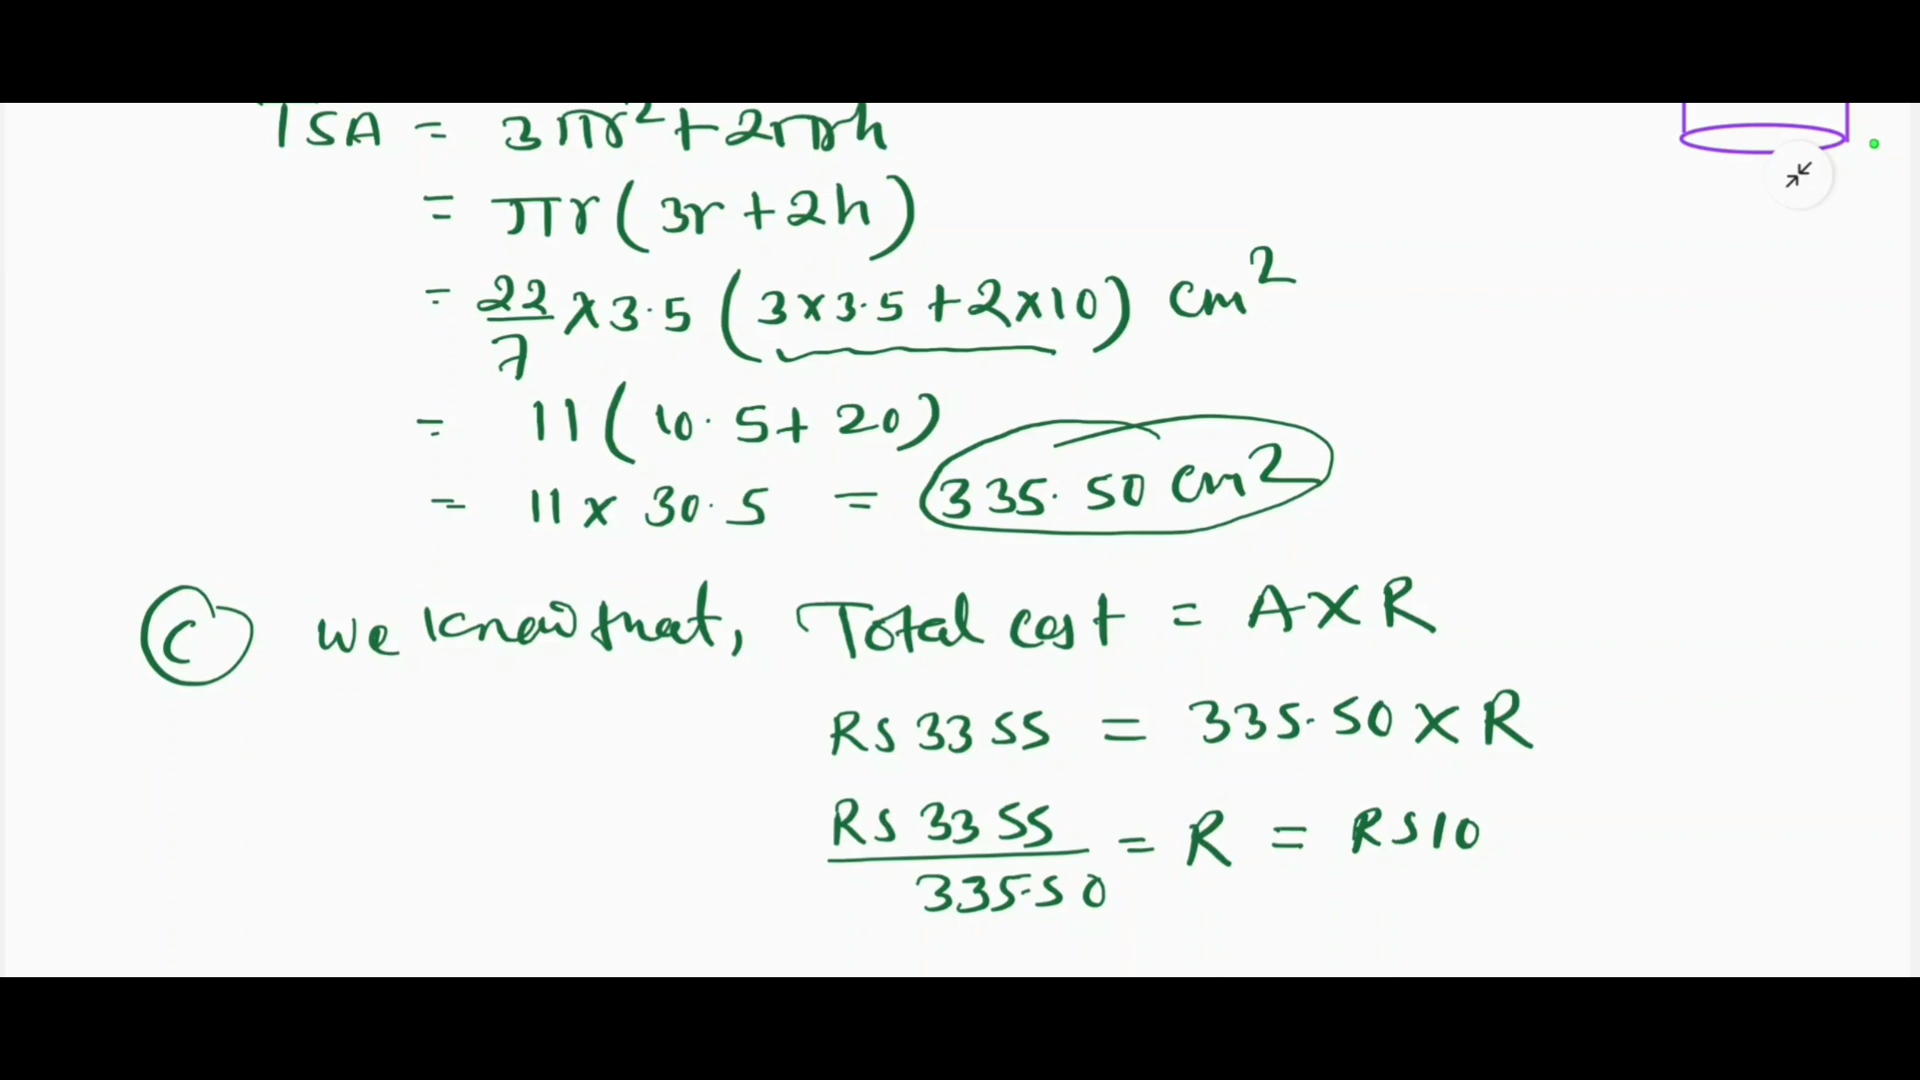 TSA = 3πr²+2πrh
= πr(3r+2h)
= 22/7 × 3.5 (3×3.5+2×10) cm²
= 11(10.5+20)
= 11 × 30.5 = 335.50 cm²
C we know that, Total cost = A×R
RS 3355 = 335.50 × R
RS 3355 / 335.50 = R = RS 10